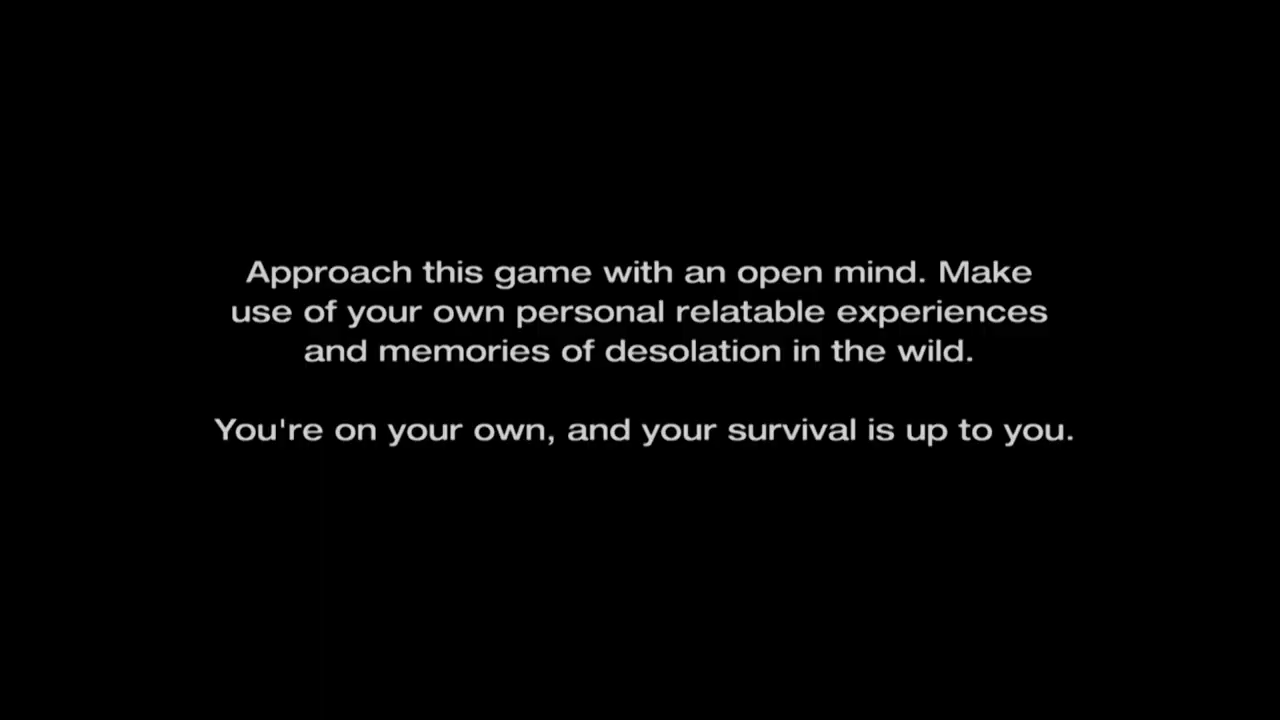 Approach this game with an open mind. Make
use of your own personal relatable experiences
and memories of desolation in the wild.
You're on your own, and your survival is up to you.